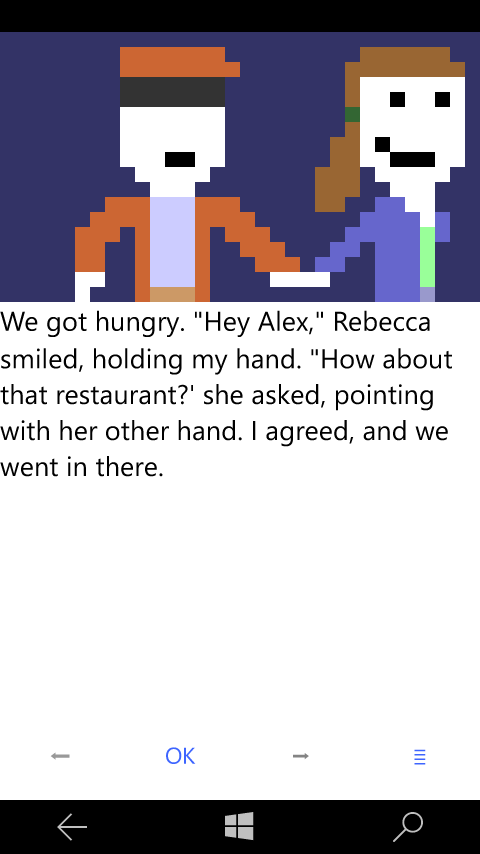 We got hungry. "Hey Alex," Rebecca
smiled, holding my hand. "How about
that restaurant?' she asked, pointing
with her other hand. I agreed, and we
went in there.
OK